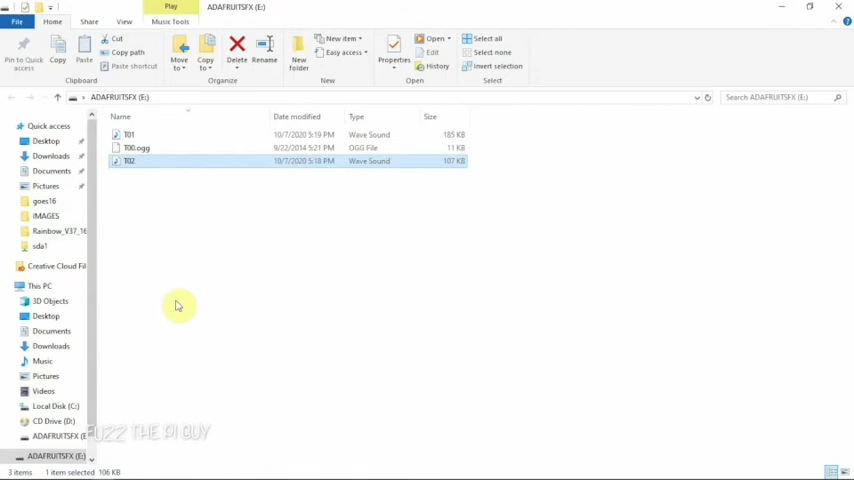 Play ADAFRUITSFX (E:)
File Home Share View Music Tools
Pin to Quick access
Copy
Paste
Cut
Copy path
Paste shortcut
Clipboard
Move to
Copy to
Delete
Rename
Organize
New folder
New item
Easy access
New
Properties
Open
Edit
History
Open
Select all
Select none
Invert selection
Select
ADAFRUITSFX (E:)
Search ADAFRUITSFX (E:)
Name Date modified Type Size
T01 10/7/2020 5:19 PM Wave Sound 185 KB
T00.ogg 9/22/2014 5:21 PM OGG File 11 KB
T02 10/7/2020 5:18 PM Wave Sound 107 KB
Quick access
Desktop
Downloads
Documents
Pictures
goes16
IMAGES
Rainbow_V37_16
sda1
Creative Cloud Fil
This PC
3D Objects
Desktop
Documents
Downloads
Music
Pictures
Videos
Local Disk (C:)
CD Drive (D:)
ADAFRUITSFX (E
ADAFRUITSFX (E:)
FUZZ THE PI GUY
3 items 1 item selected 106 KB